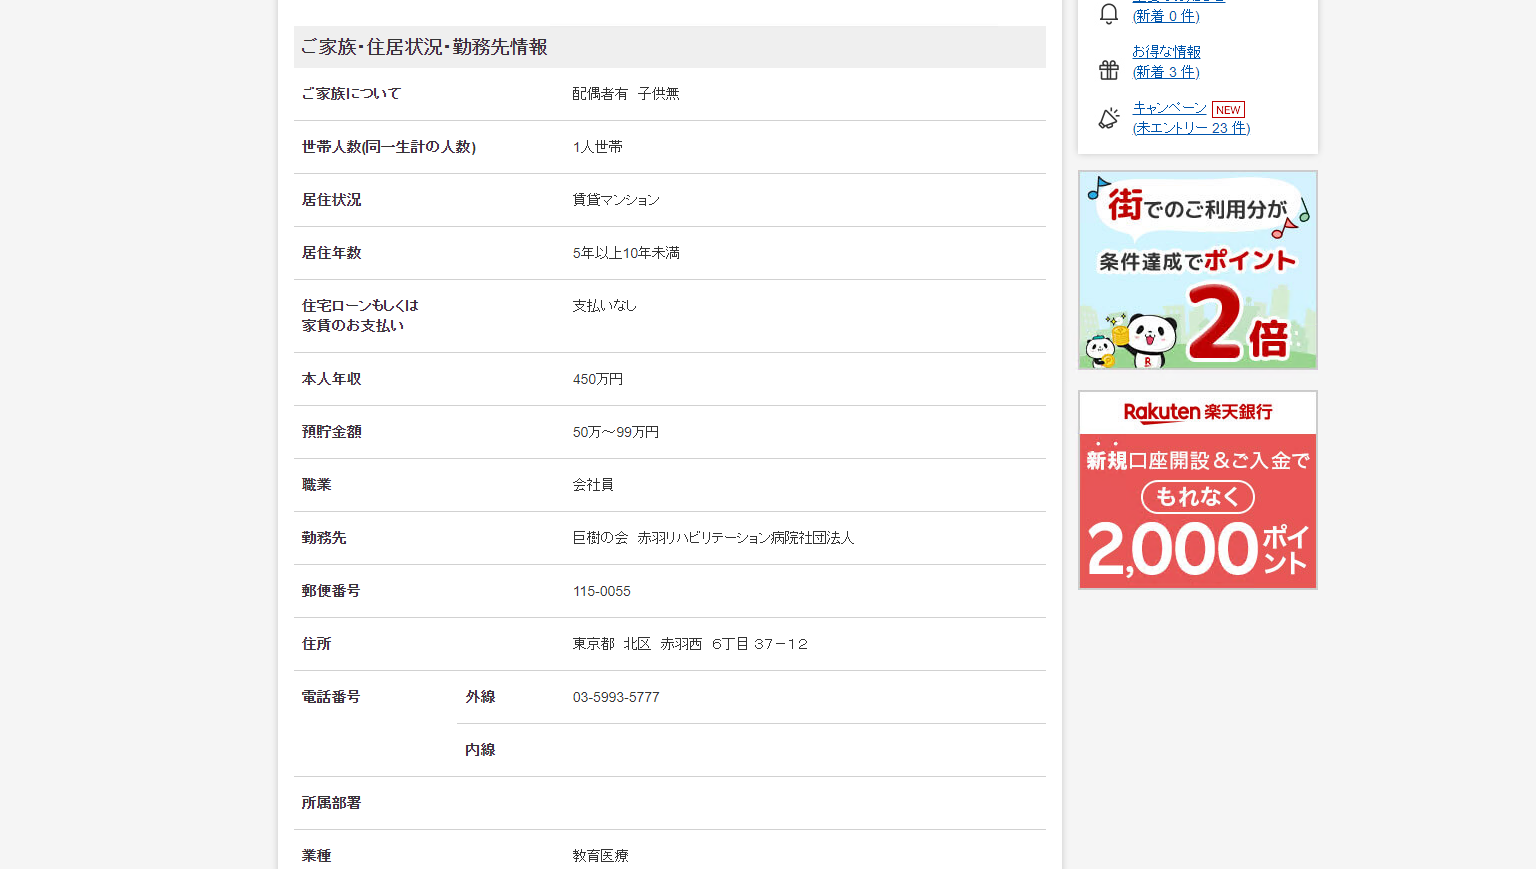 ご家族・住居状況・勤務先情報
ご家族について 配偶者有 子供無
世帯人数(同一生計の人数) 1人世帯
居住状況 賃貸マンション
居住年数 5年以上10年未満
住宅ローンもしくは
家賃のお支払い 支払いなし
本人年収 450万円
預貯金額 50万～99万円
職業 会社員
勤務先 巨樹の会 赤羽リハビリテーション病院社団法人
郵便番号 115-0055
住所 東京都 北区 赤羽西 ６丁目３７－１２
電話番号 外線 03-5993-5777
内線
所属部署
業種 教育医療
(新着 0 件)
お得な情報
(新着 3 件)
キャンペーン NEW
(未エントリー 23 件)
街でのご利用分が
条件達成でポイント
2倍
Rakuten 楽天銀行
新規口座開設&ご入金で
もれなく
2,000ポイント